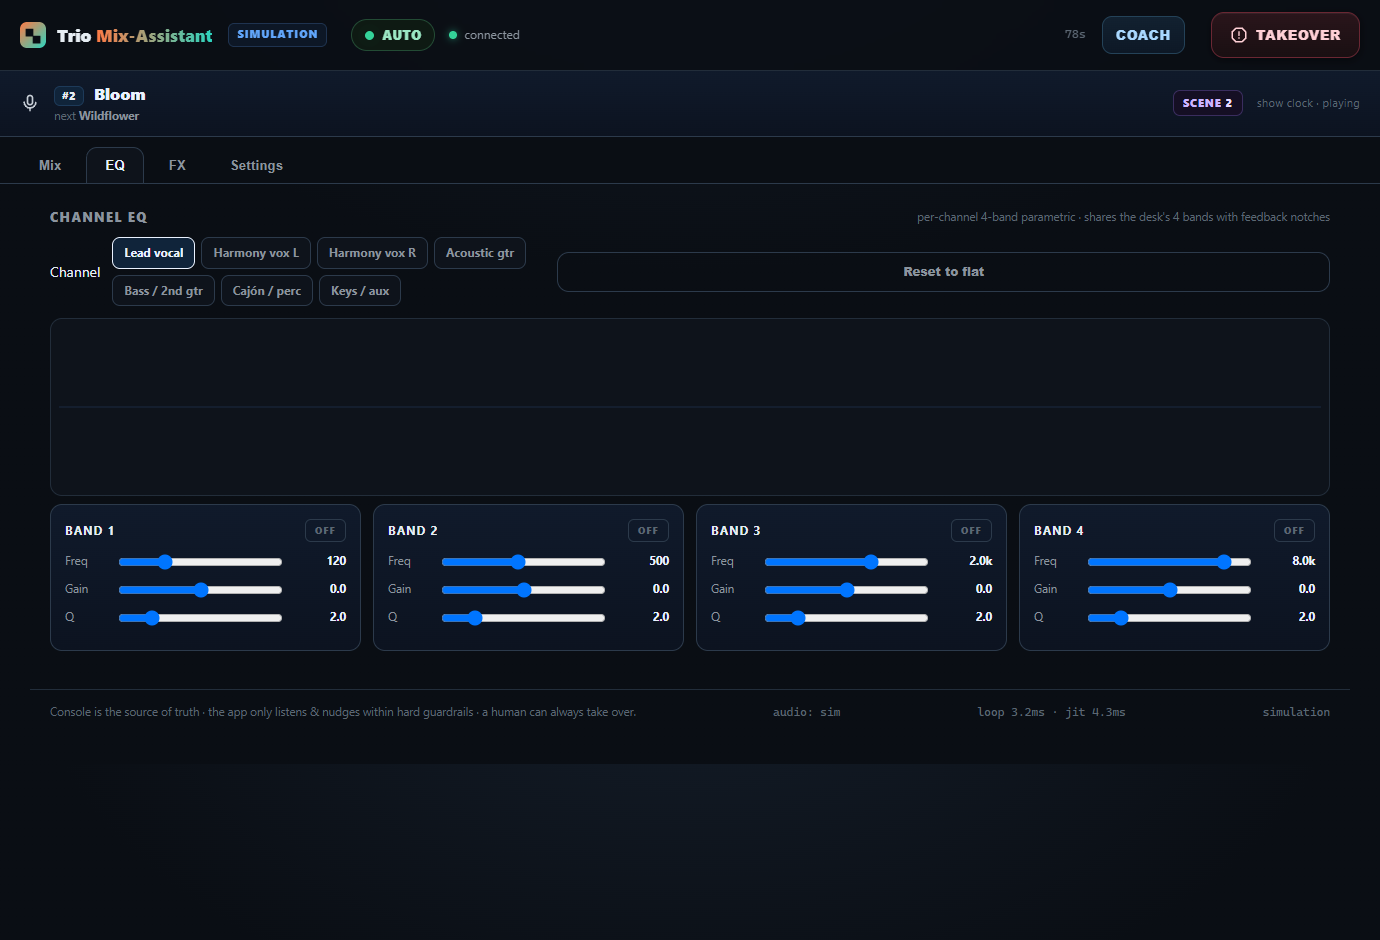 Trio Mix-Assistant SIMULATION AUTO connected 78s COACH TAKEOVER
#2 Bloom
next Wildflower
SCENE 2 show clock · playing
Mix EQ FX Settings
CHANNEL EQ per-channel 4-band parametric · shares the desk's 4 bands with feedback notches
Channel
Lead vocal Harmony vox L Harmony vox R Acoustic gtr
Bass / 2nd gtr Cajón / perc Keys / aux
Reset to flat
BAND 1 OFF
Freq 120
Gain 0.0
Q 2.0
BAND 2 OFF
Freq 500
Gain 0.0
Q 2.0
BAND 3 OFF
Freq 2.0k
Gain 0.0
Q 2.0
BAND 4 OFF
Freq 8.0k
Gain 0.0
Q 2.0
Console is the source of truth · the app only listens & nudges within hard guardrails · a human can always take over. audio: sim loop 3.2ms · jit 4.3ms simulation